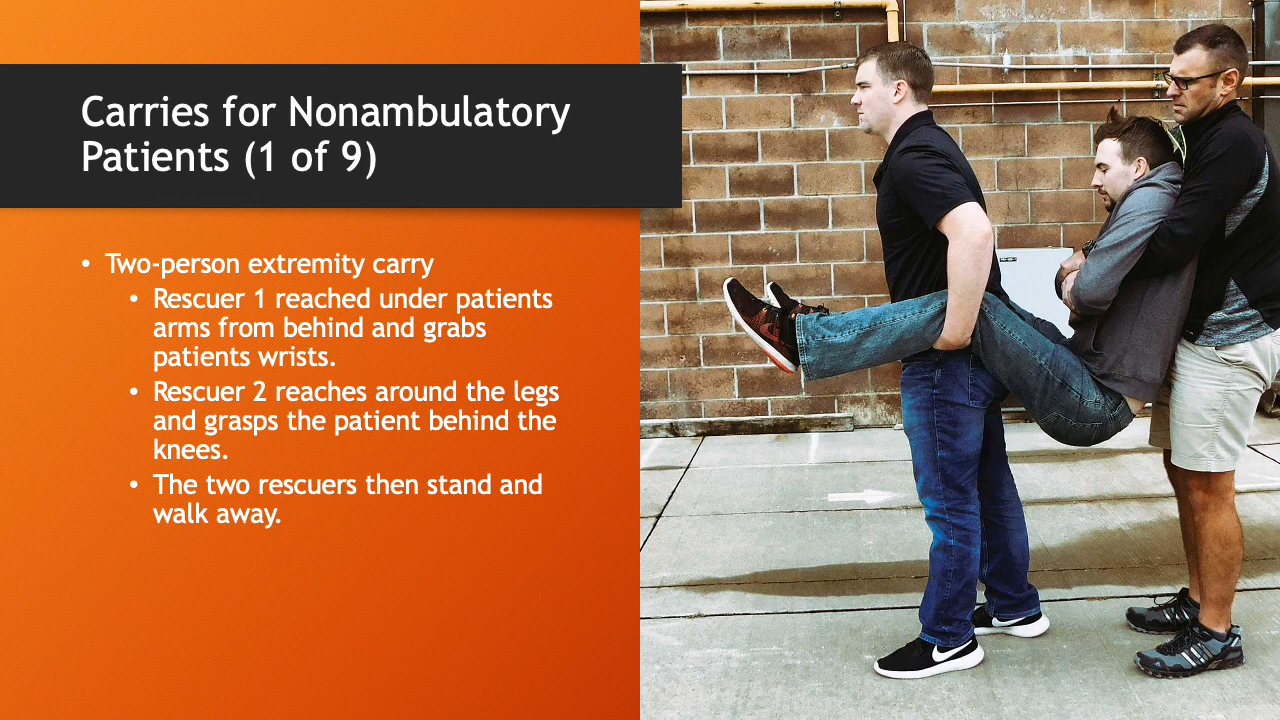 Carries for Nonambulatory
Patients (1 of 9)
• Two-person extremity carry
• Rescuer 1 reached under patients
arms from behind and grabs
patients wrists.
• Rescuer 2 reaches around the legs
and grasps the patient behind the
knees.
• The two rescuers then stand and
walk away.